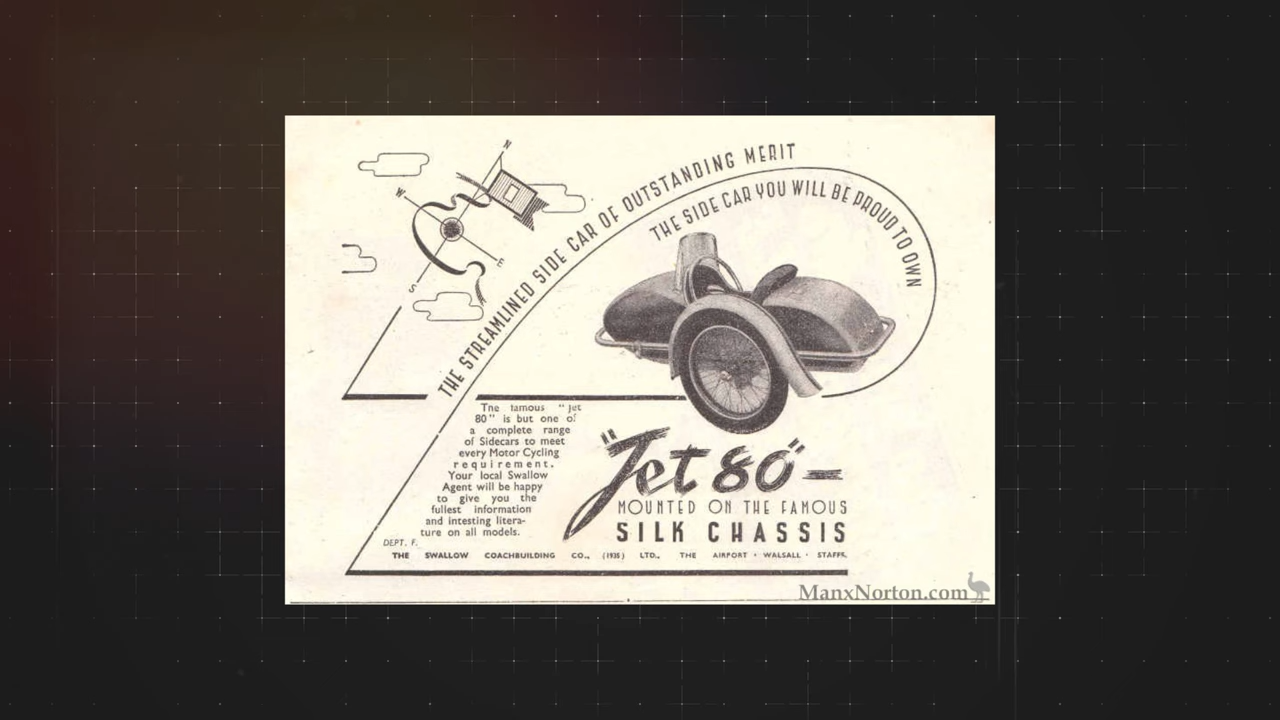 N
W
E
S
THE STREAMLINED SIDE CAR OF OUTSTANDING MERIT
THE SIDE CAR YOU WILL BE PROUD TO OWN
The famous "Jet
80" is but one of
a complete range
of Sidecars to meet
every Motor Cycling
requirement.
Your local Swallow
Agent will be happy
to give you the
fullest information
and intesting litera-
ture on all models.
"Jet 80"—
MOUNTED ON THE FAMOUS
SILK CHASSIS
DEPT. F.
THE SWALLOW COACHBUILDING CO., (1935) LTD., THE AIRPORT · WALSALL · STAFFS.
ManxNorton.com